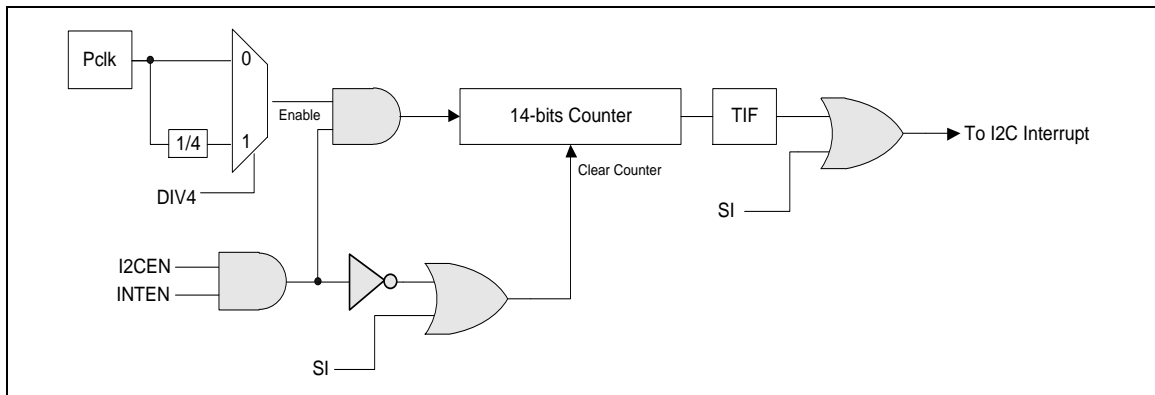 Pclk
0
Enable
14-bits Counter
TIF
To I2C Interrupt
1/4
1
Clear Counter
DIV4
SI
I2CEN
INTEN
SI